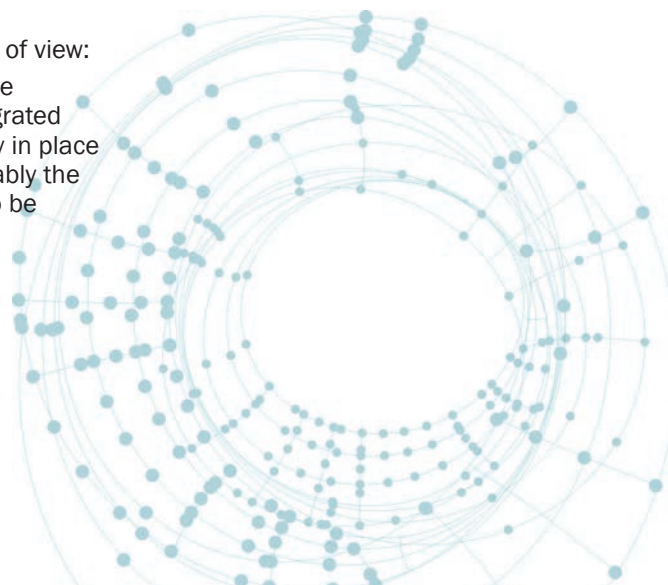 of view:
e
grated
in place
ably the
be